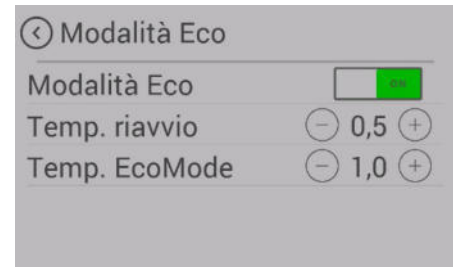 Modalità Eco
Modalità Eco ON
Temp. riavvio - 0,5 +
Temp. EcoMode - 1,0 +